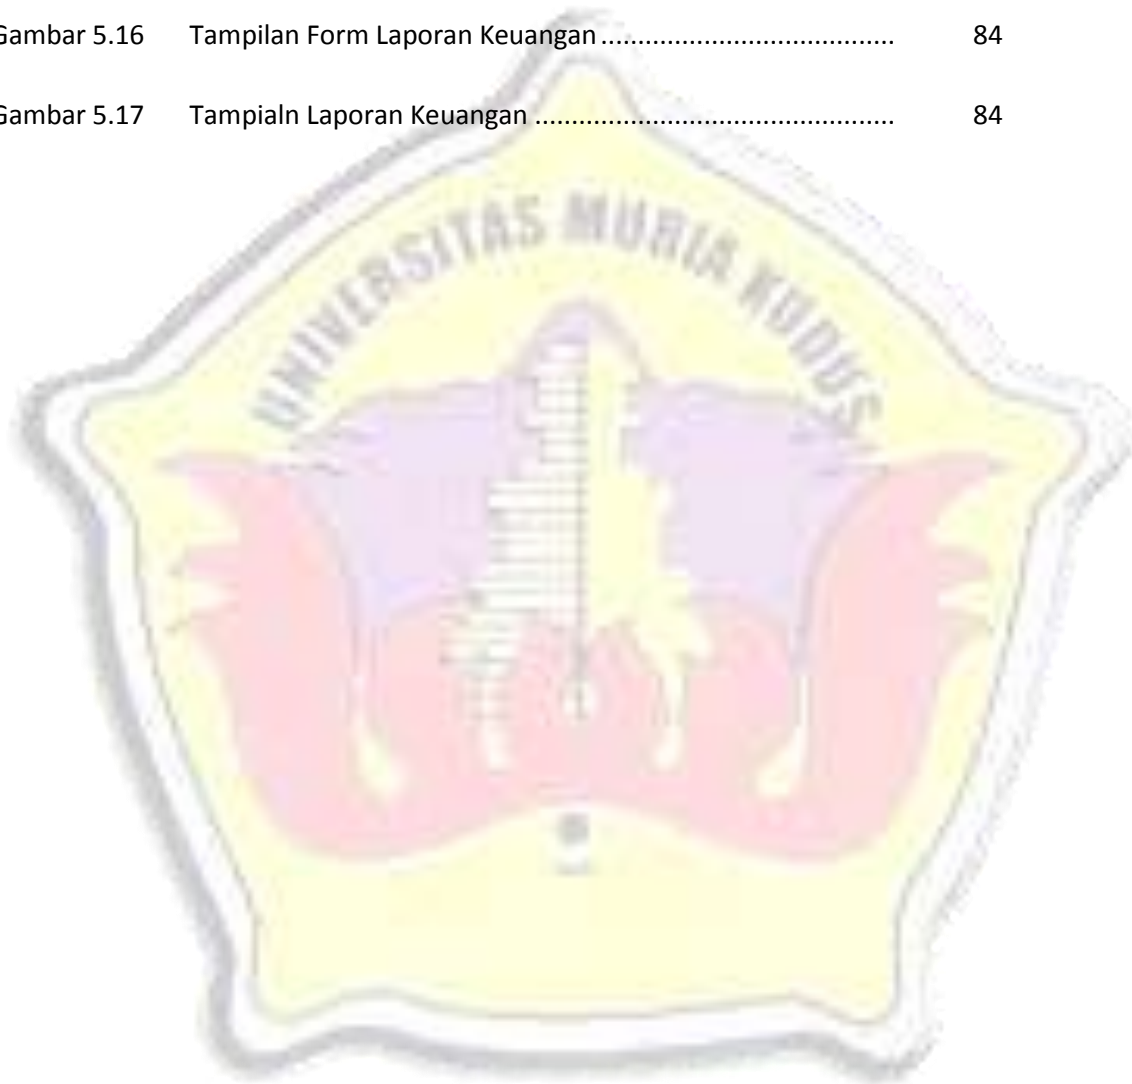 Gambar 5.16 Tampilan Form Laporan Keuangan ....................................... 84
Gambar 5.17 Tampialn Laporan Keuangan ................................................ 84
UNIVERSITAS MURIA KUDUS